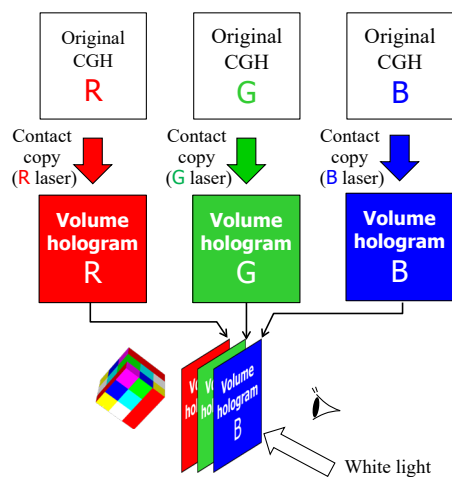 Original
CGH
R
Original
CGH
G
Original
CGH
B
Contact
copy
(R laser)
Contact
copy
(G laser)
Contact
copy
(B laser)
Volume
hologram
R
Volume
hologram
G
Volume
hologram
B
Volume
hologram
B
White light